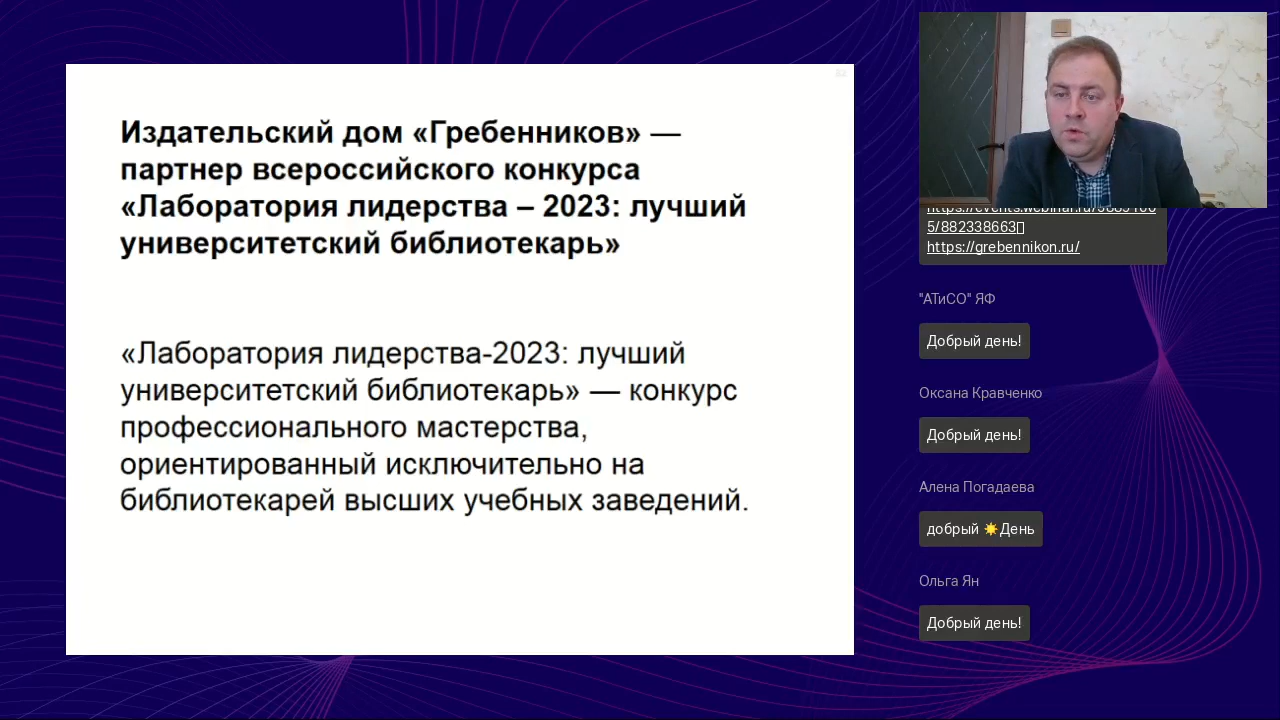 Издательский дом «Гребенников» —
партнер всероссийского конкурса
«Лаборатория лидерства – 2023: лучший
университетский библиотекарь»
«Лаборатория лидерства-2023: лучший
университетский библиотекарь» — конкурс
профессионального мастерства,
ориентированный исключительно на
библиотекарей высших учебных заведений.
5/882338663
https://grebennikon.ru/
"АТиСО" ЯФ
Добрый день!
Оксана Кравченко
Добрый день!
Алена Погадаева
добрый ☀️День
Ольга Ян
Добрый день!